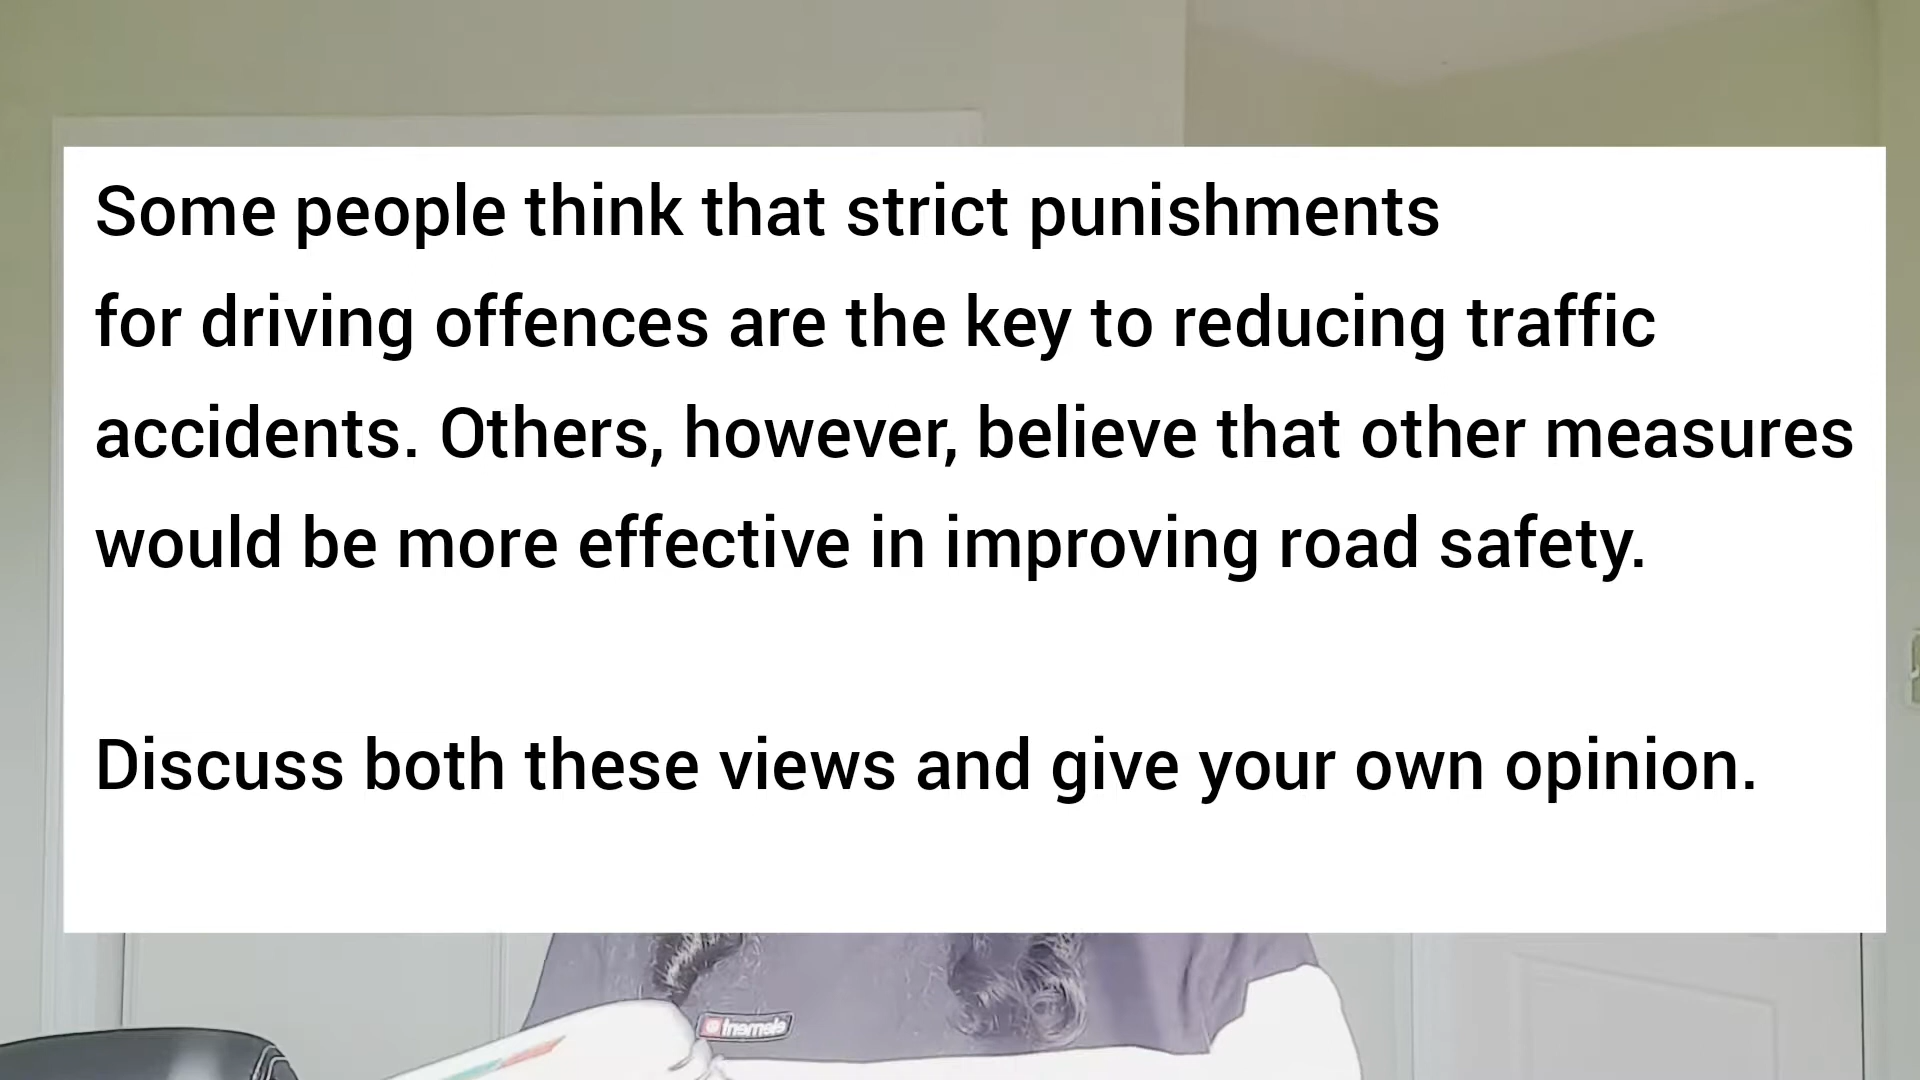 Some people think that strict punishments
for driving offences are the key to reducing traffic
accidents. Others, however, believe that other measures
would be more effective in improving road safety.
Discuss both these views and give your own opinion.
element